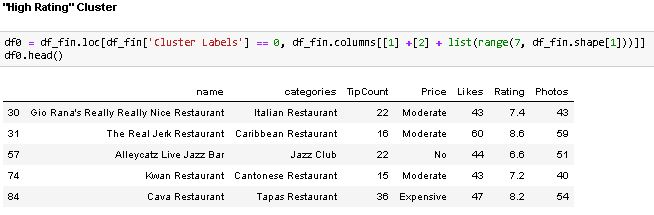 "High Rating" Cluster
df0 = df_fin.loc[df_fin['Cluster Labels'] == 0, df_fin.columns[[1] +[2] + list(range(7, df_fin.shape[1]))]]
df0.head()
name categories TipCount Price Likes Rating Photos
30 Gio Rana's Really Really Nice Restaurant Italian Restaurant 22 Moderate 43 7.4 43
31 The Real Jerk Restaurant Caribbean Restaurant 16 Moderate 60 8.6 59
57 Alleycatz Live Jazz Bar Jazz Club 22 No 44 6.6 51
74 Kwan Restaurant Cantonese Restaurant 15 Moderate 43 7.2 40
84 Cava Restaurant Tapas Restaurant 36 Expensive 47 8.2 54